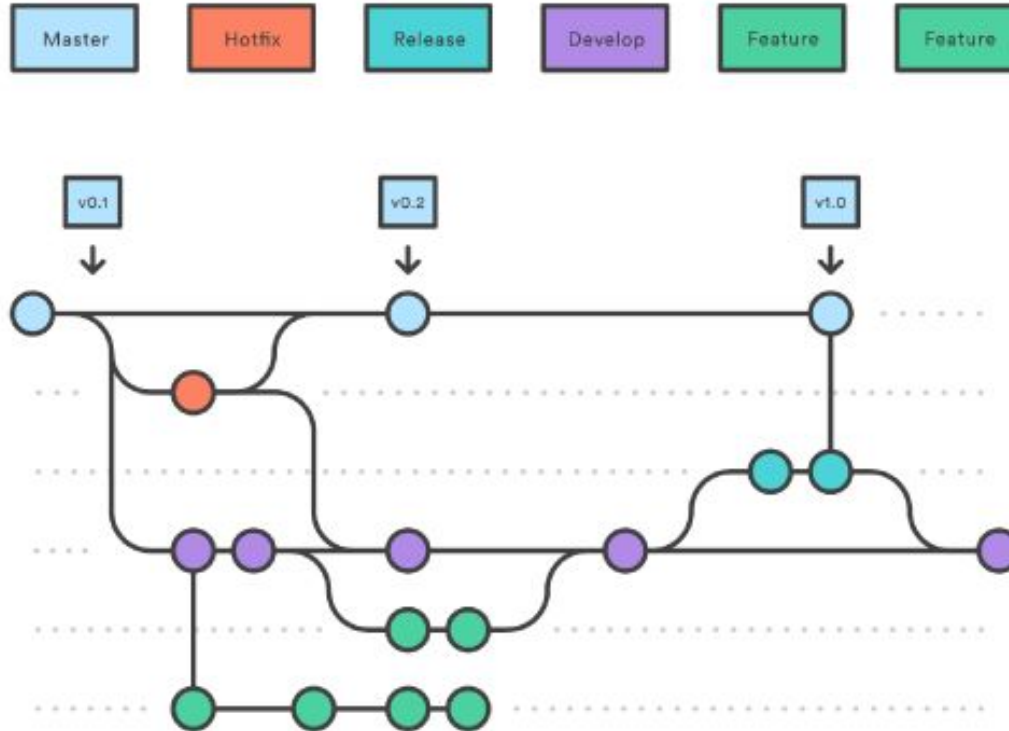 Master
Hotfix
Release
Develop
Feature
Feature
v0.1
v0.2
v1.0